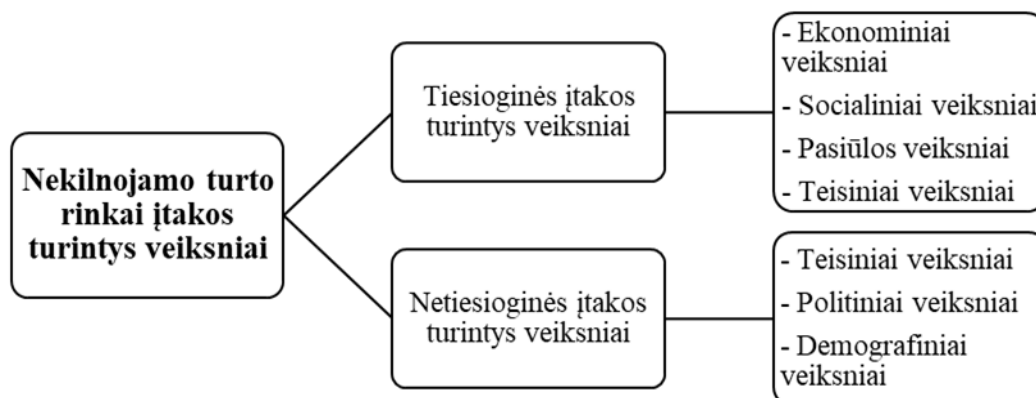 Nekilnojamo turto
rinkai įtakos
turintys veiksniai
Tiesioginės įtakos
turintys veiksniai
- Ekonominiai
veiksniai
- Socialiniai veiksniai
- Pasiūlos veiksniai
- Teisiniai veiksniai
Netiesioginės įtakos
turintys veiksniai
- Teisiniai veiksniai
- Politiniai veiksniai
- Demografiniai
veiksniai